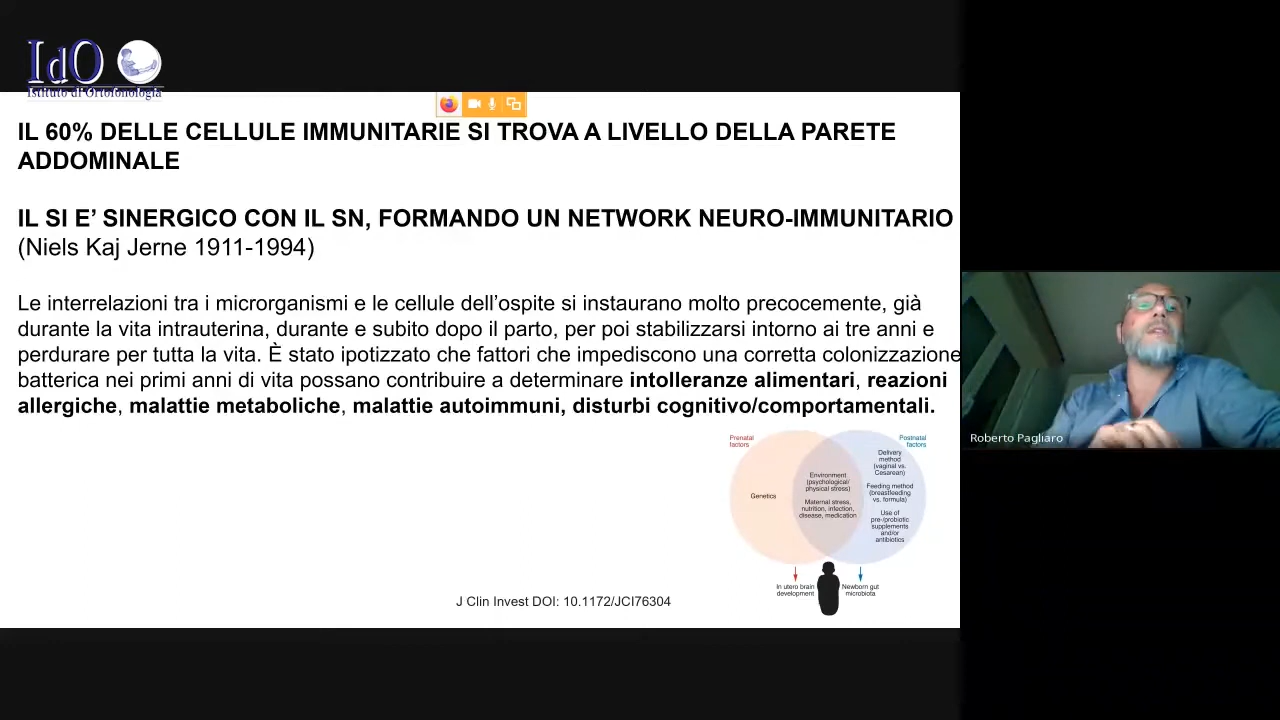 IdO
Istituto di Ortofonologia
IL 60% DELLE CELLULE IMMUNITARIE SI TROVA A LIVELLO DELLA PARETE
ADDOMINALE
IL SI E’ SINERGICO CON IL SN, FORMANDO UN NETWORK NEURO-IMMUNITARIO
(Niels Kaj Jerne 1911-1994)
Le interrelazioni tra i microrganismi e le cellule dell’ospite si instaurano molto precocemente, già
durante la vita intrauterina, durante e subito dopo il parto, per poi stabilizzarsi intorno ai tre anni e
perdurare per tutta la vita. È stato ipotizzato che fattori che impediscono una corretta colonizzazione
batterica nei primi anni di vita possano contribuire a determinare intolleranze alimentari, reazioni
allergiche, malattie metaboliche, malattie autoimmuni, disturbi cognitivo/comportamentali.
Prenatal
factors
Genetics
Environment
(psychological/
physical stress)
Maternal stress,
nutrition, infection,
disease, medication
Postnatal
factors
Delivery
method
(vaginal vs.
Cesarean)
Feeding method
(breastfeeding
vs. formula)
Use of
pre-/probiotic
supplements
and/or
antibiotics
In utero brain
development
Newborn gut
microbiota
J Clin Invest DOI: 10.1172/JCI76304
Roberto Pagliaro